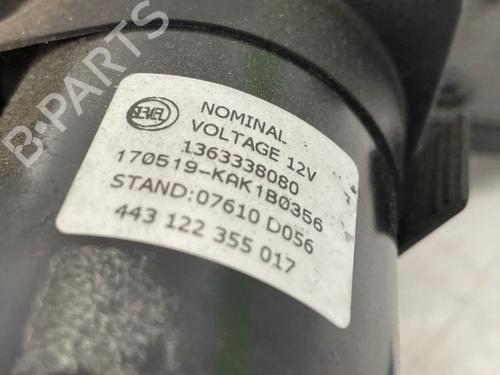 B-PARTS
SEVEL
NOMINAL
VOLTAGE 12V
1363338080
170519-KAK1B0356
STAND:07610 D056
443 122 355 017